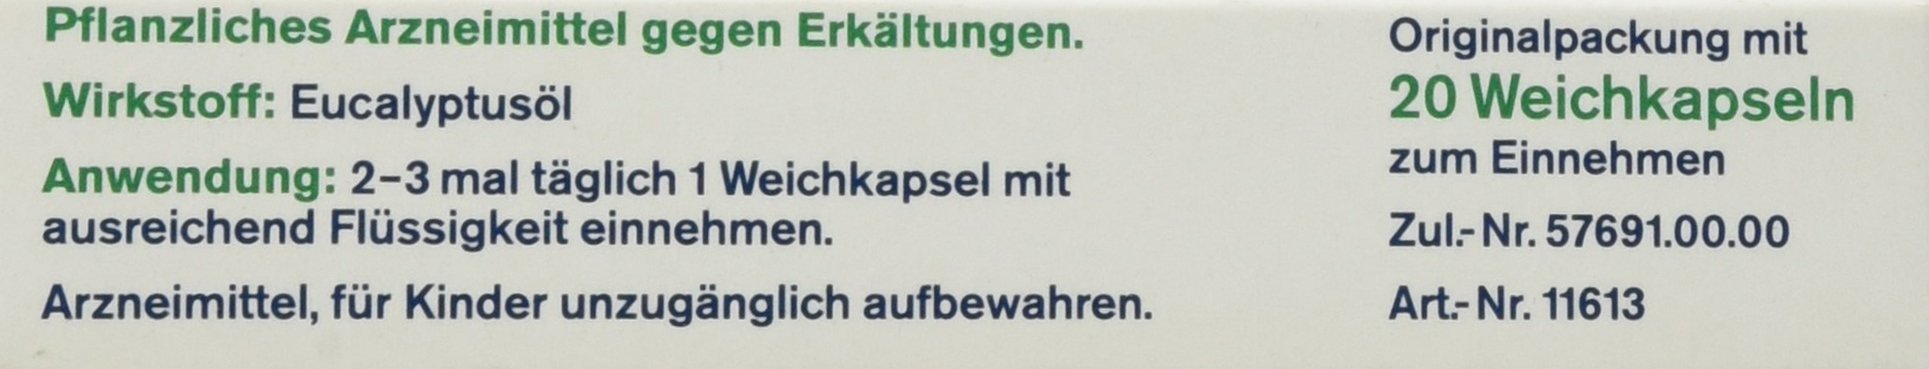 Pflanzliches Arzneimittel gegen Erkältungen.
Wirkstoff: Eucalyptusöl
Anwendung: 2–3 mal täglich 1 Weichkapsel mit
ausreichend Flüssigkeit einnehmen.
Arzneimittel, für Kinder unzugänglich aufbewahren.
Originalpackung mit
20 Weichkapseln
zum Einnehmen
Zul.-Nr. 57691.00.00
Art.-Nr. 11613